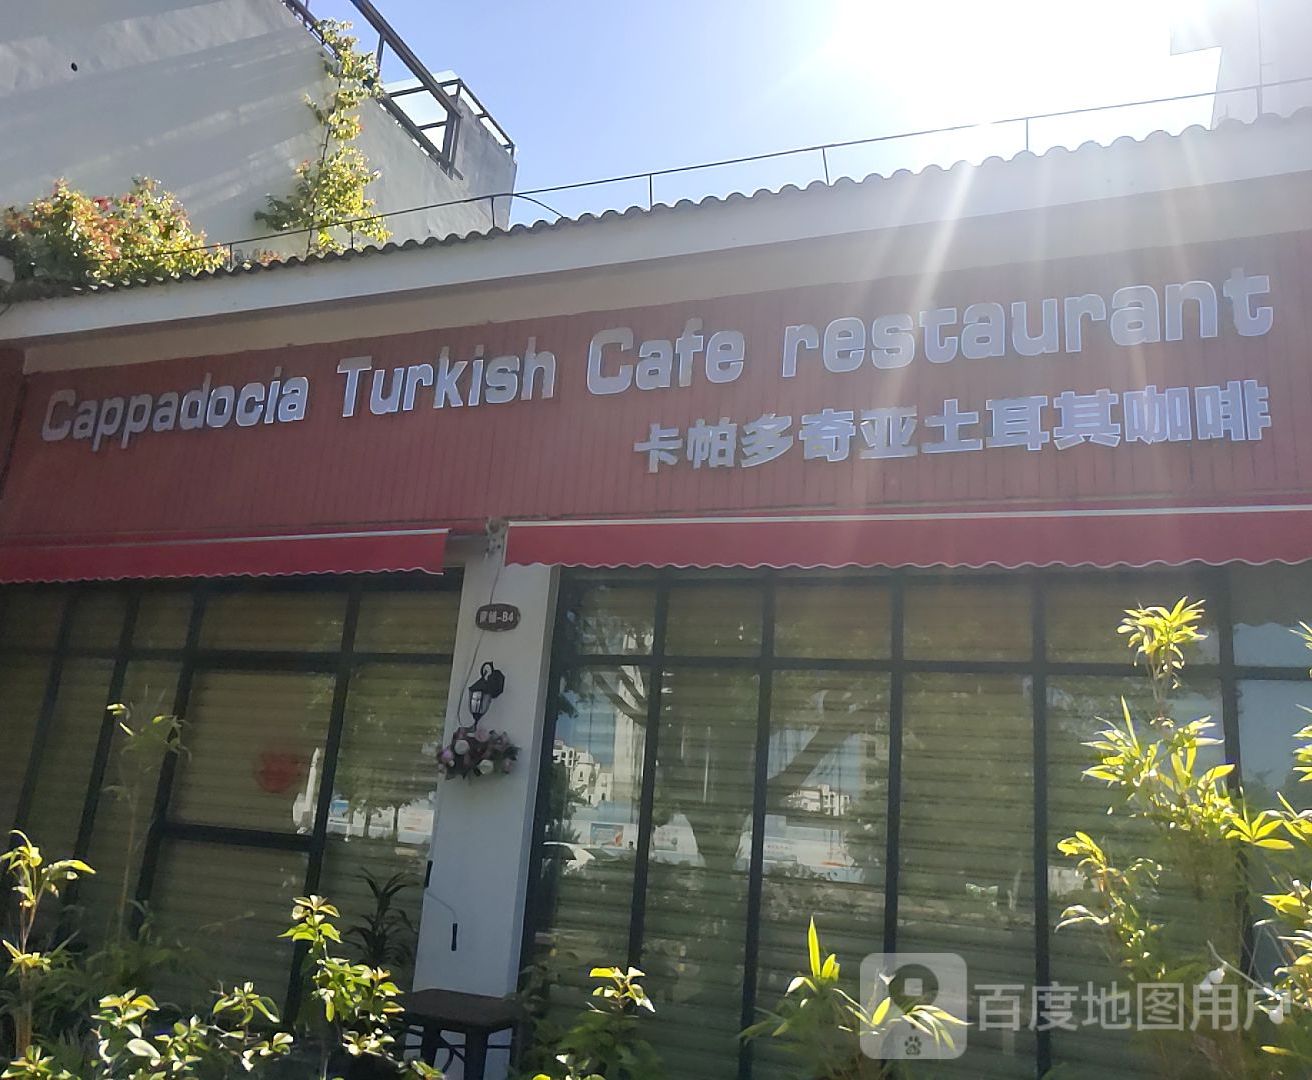 Cappadocia Turkish Cafe restaurant
卡帕多奇亚土耳其咖啡
百度地图用户